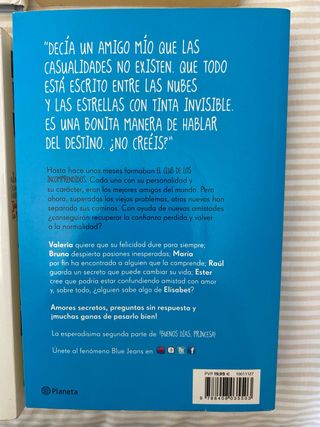 "DECÍA UN AMIGO MÍO QUE LAS
CASUALIDADES NO EXISTEN. QUE TODO
ESTÁ ESCRITO ENTRE LAS NUBES
Y LAS ESTRELLAS CON TINTA INVISIBLE.
ES UNA BONITA MANERA DE HABLAR
DEL DESTINO. ¿NO CREÉIS?"
Hasta hace unos meses formaban EL CLUB DE LOS
INCOMPRENDIDOS. Cada uno con su personalidad y
su carácter, eran los mejores amigos del mundo. Pero
ahora, superados los viejos problemas, otros nuevos han
separado sus caminos. Con la ayuda de nuevas amistades
¿conseguirán recuperar la confianza perdida y volver
a la normalidad?
Valeria quiere que su felicidad dure para siempre;
Bruno despierta pasiones inesperadas; María
por fin ha encontrado a alguien que la comprende; Raúl
guarda un secreto que puede cambiar su vida; Ester
cree que podría estar confundiendo amistad con amor
y, sobre todo, ¿alguien sabe algo de Elísabet?
Amores secretos, preguntas sin respuesta y
¡muchas ganas de pasarlo bien!
La esperadísima segunda parte de ¡BUENOS DÍAS, PRINCESA!
Únete al fenómeno Blue Jeans en
PVP 19,95 € 10011127
Planeta
9 788408 035503